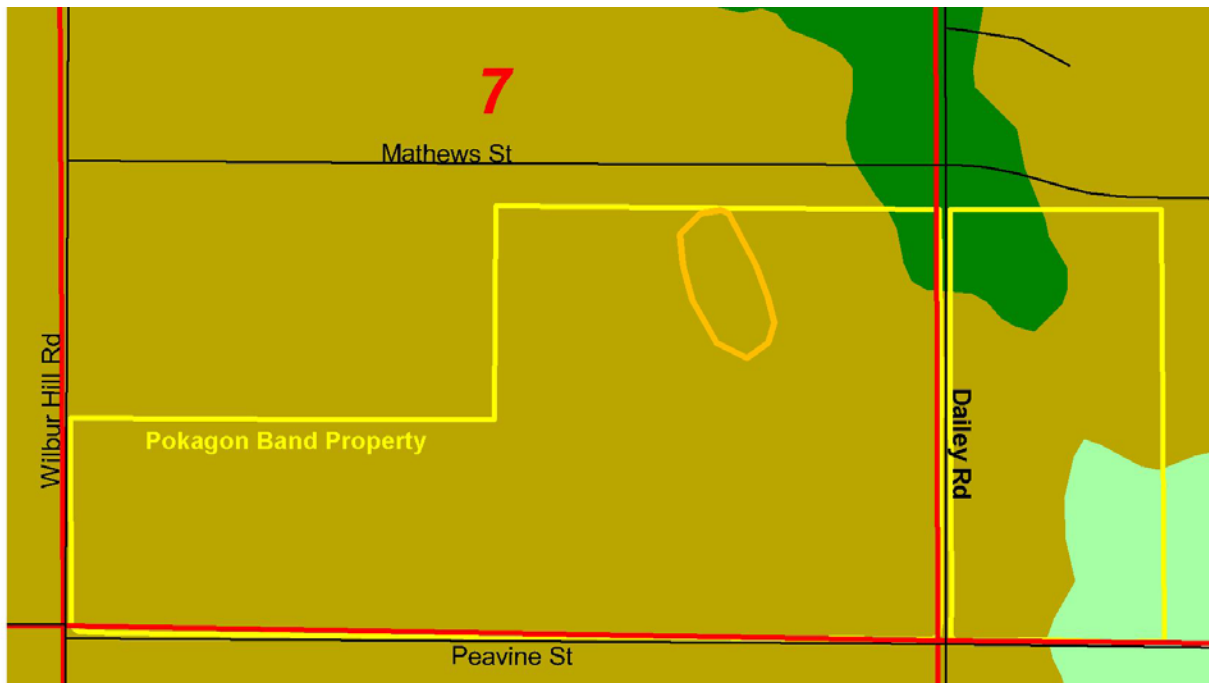 7
Mathews St
Wilbur Hill Rd
Pokagon Band Property
Dailey Rd
Peavine St